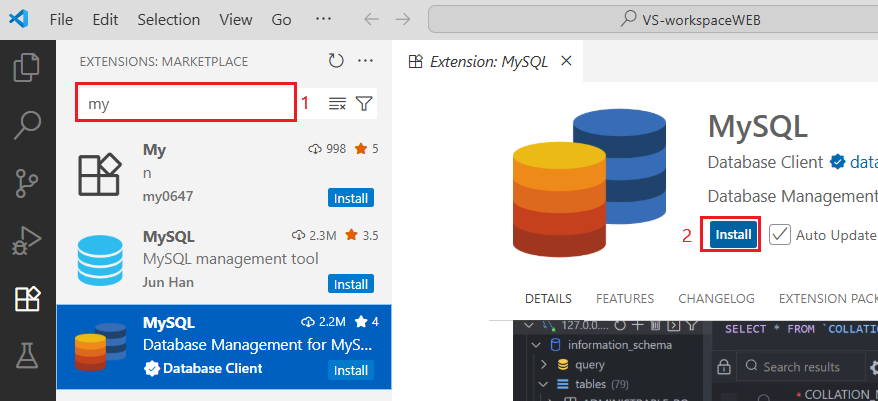 File Edit Selection View Go ...
VS-workspaceWEB
EXTENSIONS: MARKETPLACE
Extension: MySQL
my
1
My
998 5
n
my0647
Install
MySQL
2.3M 3.5
MySQL management tool
Jun Han
Install
MySQL
2.2M 4
Database Management for MyS...
Database Client
Install
MySQL
Database Client data
Database Management
2
Install
Auto Update
DETAILS FEATURES CHANGELOG EXTENSION PACK
127.0.0...
information_schema
query
tables (79)
SELECT * FROM `COLLATION
Search results
* COLLATION_N